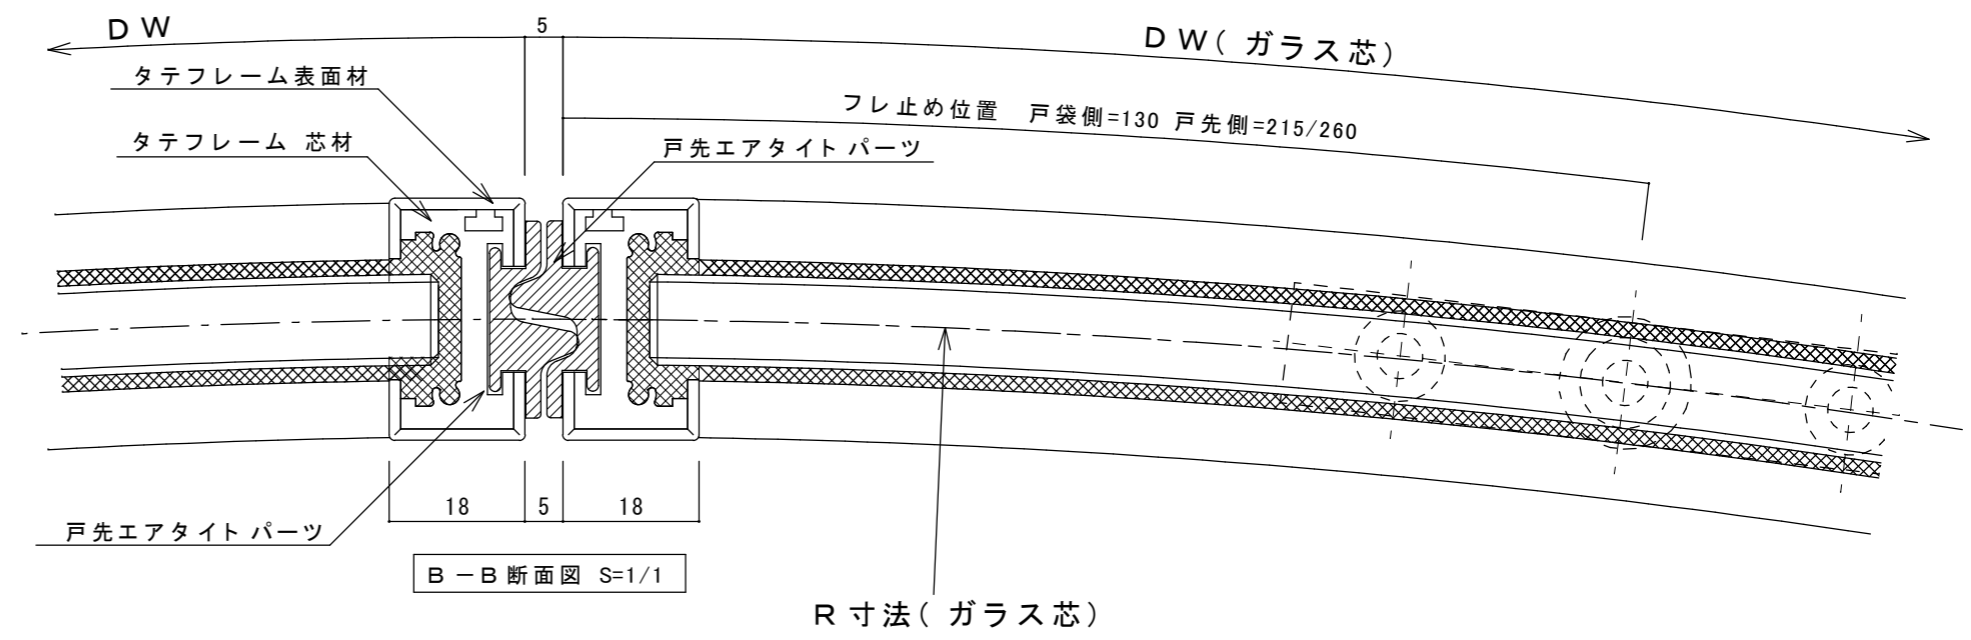 DW
5
DW(ガラス芯)
タテフレーム表面材
フレ止め位置 戸袋側=130 戸先側=215/260
タテフレーム 芯材
戸先エアタイトパーツ
18
5
18
戸先エアタイトパーツ
B-B断面図 S=1/1
R寸法(ガラス芯)